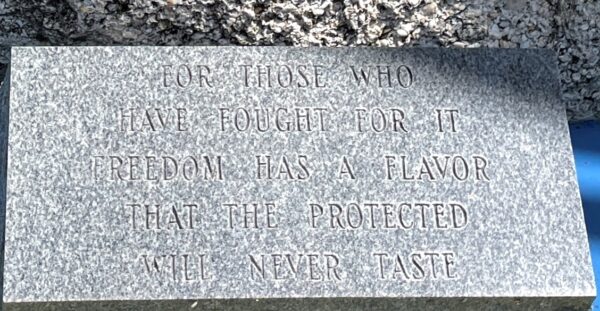 FOR THOSE WHO
HAVE FOUGHT FOR IT
FREEDOM HAS A FLAVOR
THAT THE PROTECTED
WILL NEVER TASTE